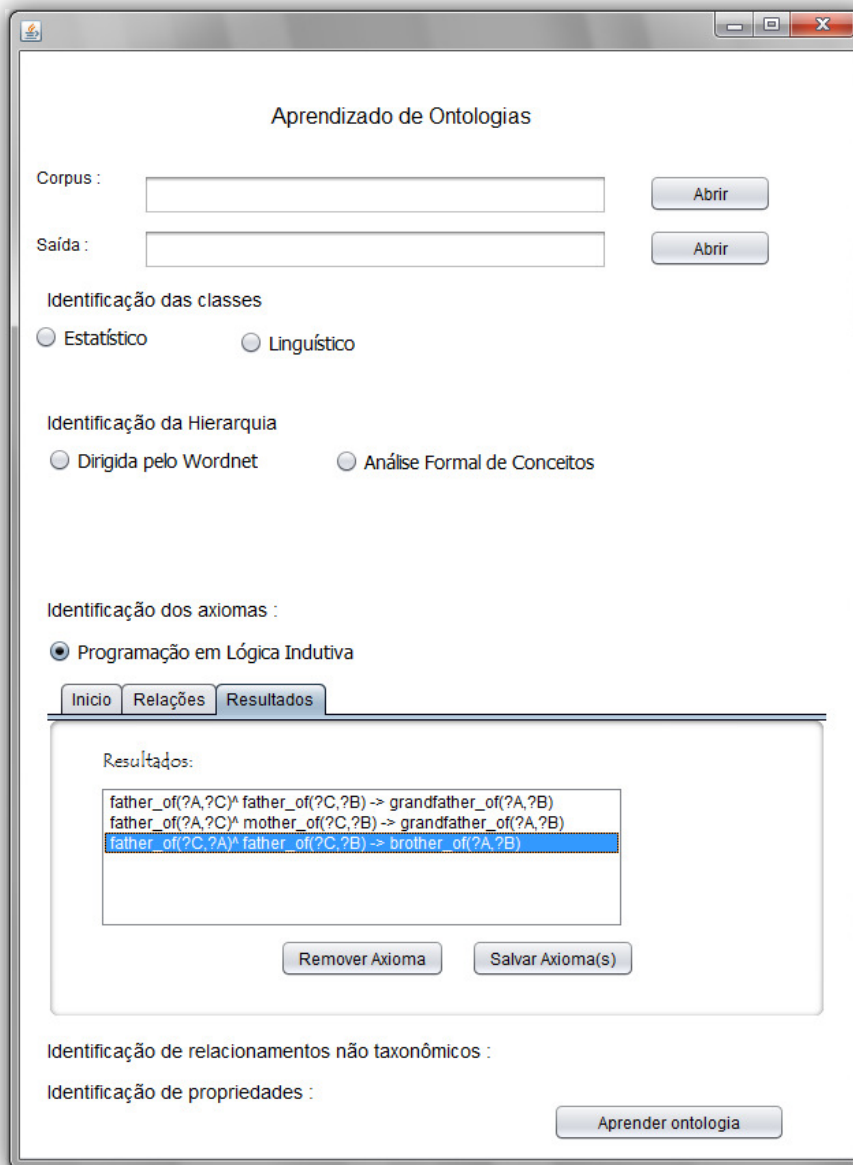 Aprendizado de Ontologias
Corpus :
Abrir
Saída :
Abrir
Identificação das classes
Estatístico
Linguístico
Identificação da Hierarquia
Dirigida pelo Wordnet
Análise Formal de Conceitos
Identificação dos axiomas :
Programação em Lógica Indutiva
Inicio Relações Resultados
Resultados:
father_of(?A,?C)^ father_of(?C,?B) -> grandfather_of(?A,?B)
father_of(?A,?C)^ mother_of(?C,?B) -> grandfather_of(?A,?B)
father_of(?C,?A)^ father_of(?C,?B) -> brother_of(?A,?B)
Remover Axioma Salvar Axioma(s)
Identificação de relacionamentos não taxonômicos :
Identificação de propriedades :
Aprender ontologia